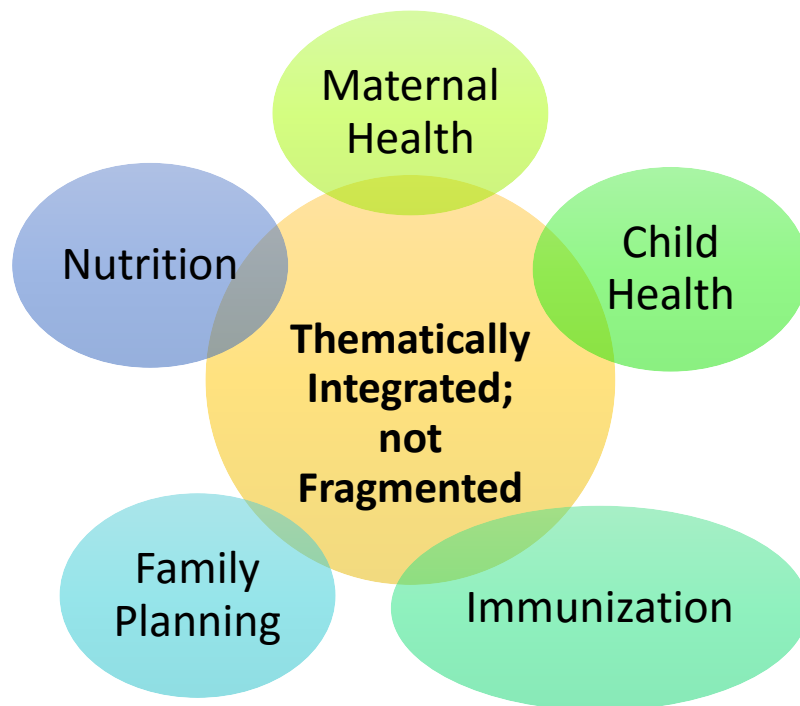 Maternal
Health
Nutrition
Child
Health
Thematically
Integrated;
not
Fragmented
Family
Planning
Immunization